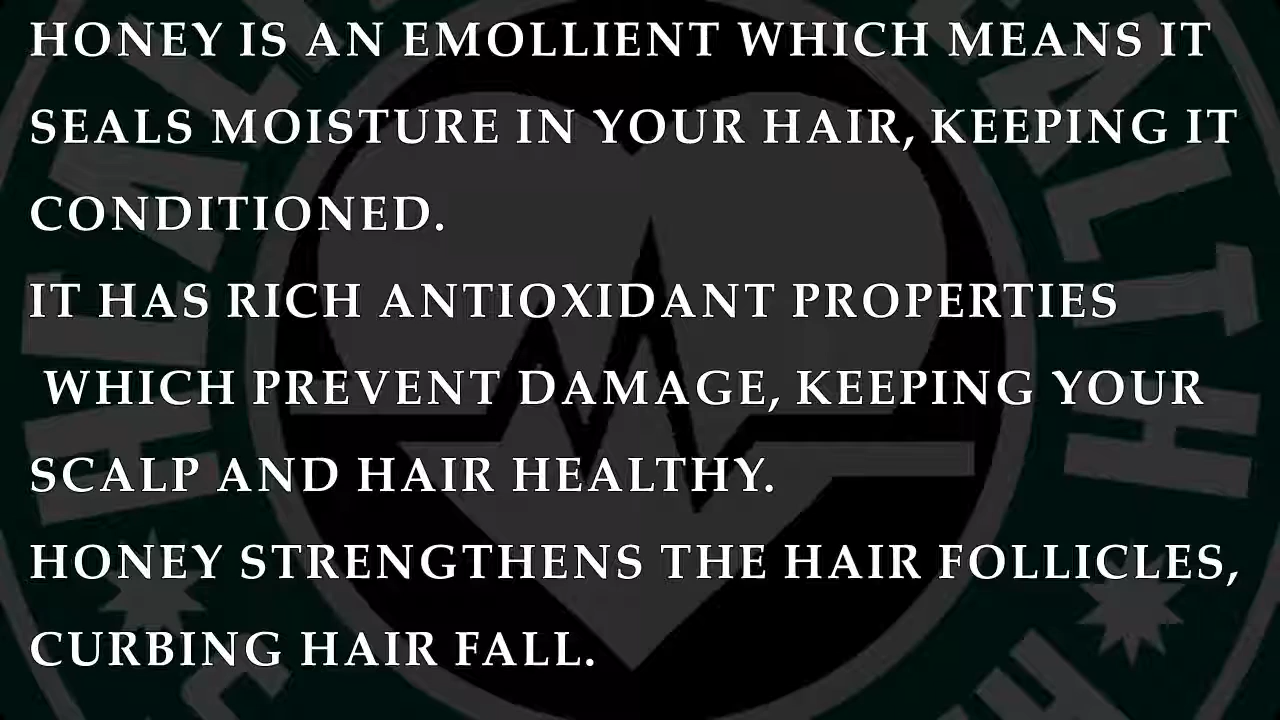 HONEY IS AN EMOLLIENT WHICH MEANS IT
SEALS MOISTURE IN YOUR HAIR, KEEPING IT
CONDITIONED.
IT HAS RICH ANTIOXIDANT PROPERTIES
WHICH PREVENT DAMAGE, KEEPING YOUR
SCALP AND HAIR HEALTHY.
HONEY STRENGTHENS THE HAIR FOLLICLES,
CURBING HAIR FALL.